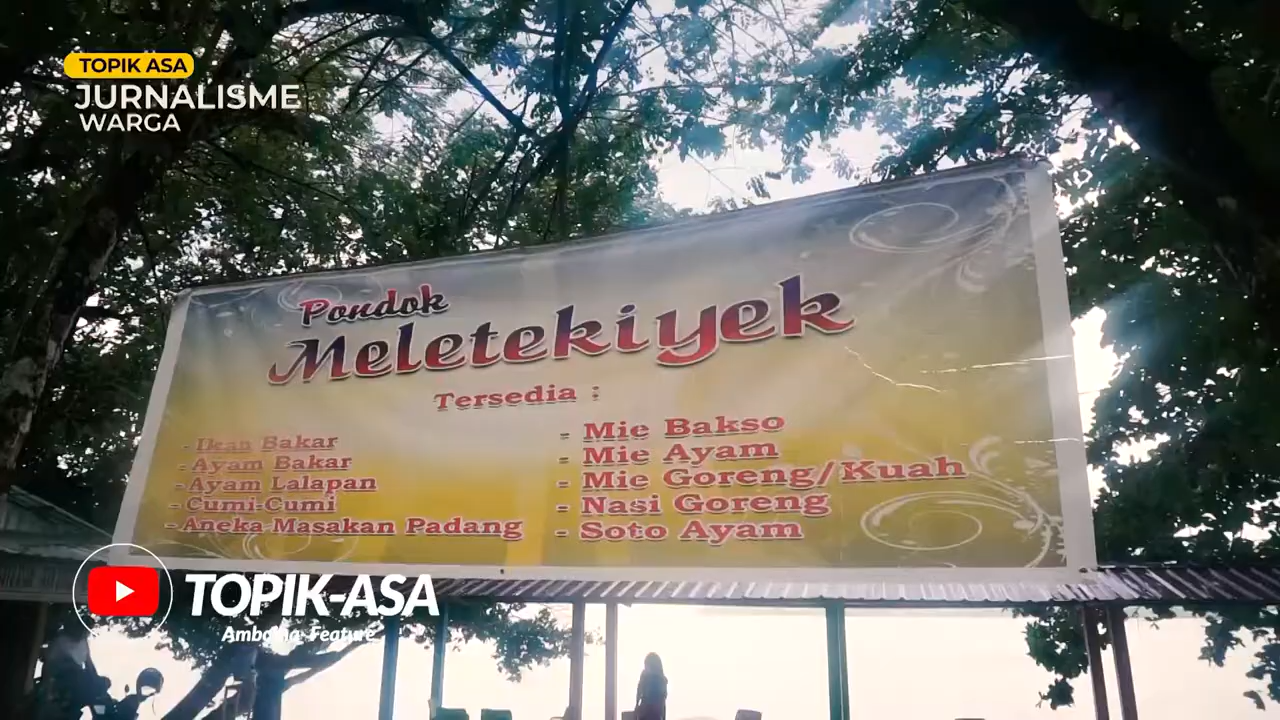 TOPIK ASA
JURNALISME
WARGA
Pondok
Meletekiyek
Tersedia :
- Ikan Bakar
- Ayam Bakar
- Ayam Lalapan
- Cumi-Cumi
- Aneka Masakan Padang
- Mie Bakso
- Mie Ayam
- Mie Goreng/Kuah
- Nasi Goreng
- Soto Ayam
TOPIK-ASA
Feature